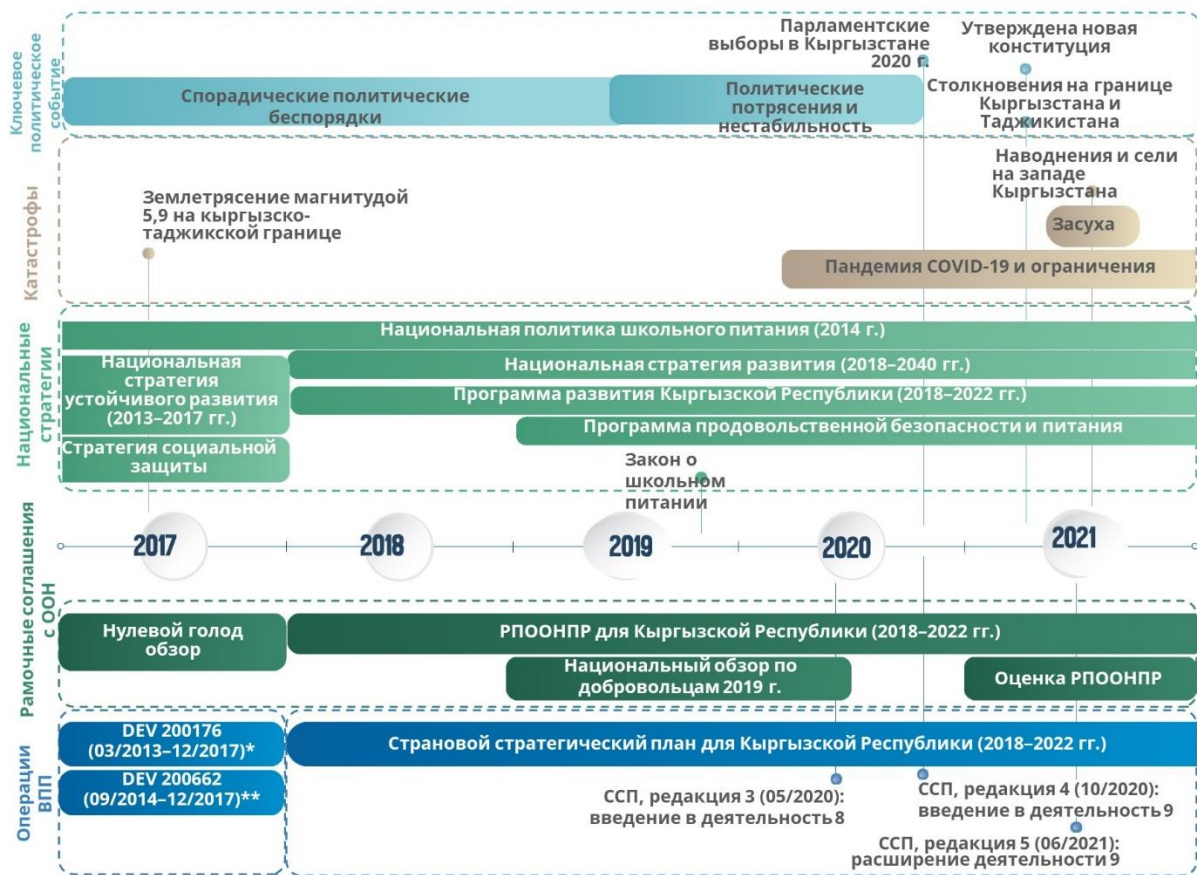 Ключевое
политическое
событие
Парламентские
выборы в Кыргызстане
2020 г.
Утверждена новая
конституция
Спорадические политические
беспорядки
Политические
потрясения и
нестабильность
Столкновения на границе
Кыргызстана и
Таджикистана
Катастрофы
Землетрясение магнитудой
5,9 на кыргызско-
таджикской границе
Наводнения и сели
на западе
Кыргызстана
Засуха
Пандемия COVID-19 и ограничения
Национальные
стратегии
Национальная политика школьного питания (2014 г.)
Национальная
стратегия
устойчивого развития
(2013–2017 гг.)
Национальная стратегия развития (2018–2040 гг.)
Программа развития Кыргызской Республики (2018–2022 гг.)
Программа продовольственной безопасности и питания
Стратегия социальной
защиты
Закон о
школьном
питании
2017
2018
2019
2020
2021
Рамочные соглашения
с ООН
Нулевой голод
обзор
РПООНПР для Кыргызской Республики (2018–2022 гг.)
Национальный обзор по
добровольцам 2019 г.
Оценка РПООНПР
Операции
ВПП
DEV 200176
(03/2013–12/2017)*
DEV 200662
(09/2014–12/2017)**
Страновой стратегический план для Кыргызской Республики (2018–2022 гг.)
ССП, редакция 3 (05/2020):
введение в деятельность 8
ССП, редакция 4 (10/2020):
введение в деятельность 9
ССП, редакция 5 (06/2021):
расширение деятельности 9